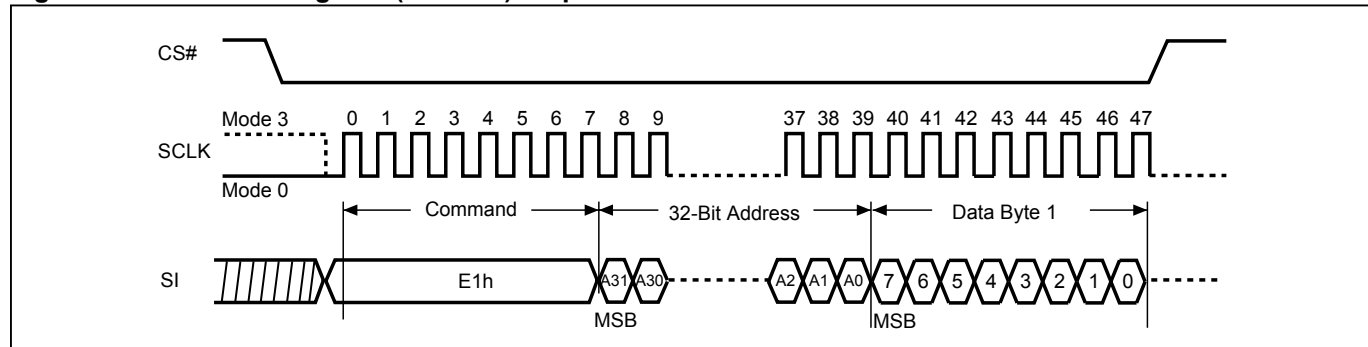 CS#
Mode 3
0 1 2 3 4 5 6 7 8 9 37 38 39 40 41 42 43 44 45 46 47
SCLK
Mode 0
Command 32-Bit Address Data Byte 1
SI E1h A31 A30 A2 A1 A0 7 6 5 4 3 2 1 0
MSB MSB